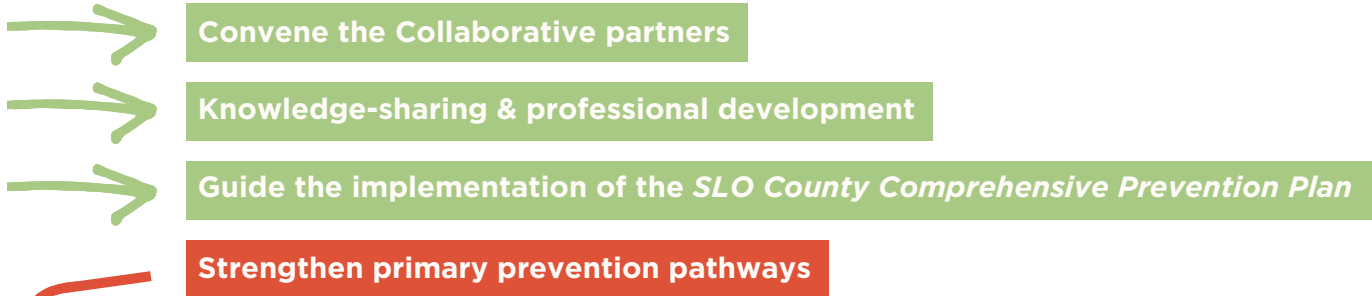 Convene the Collaborative partners
Knowledge-sharing & professional development
Guide the implementation of the SLO County Comprehensive Prevention Plan
Strengthen primary prevention pathways